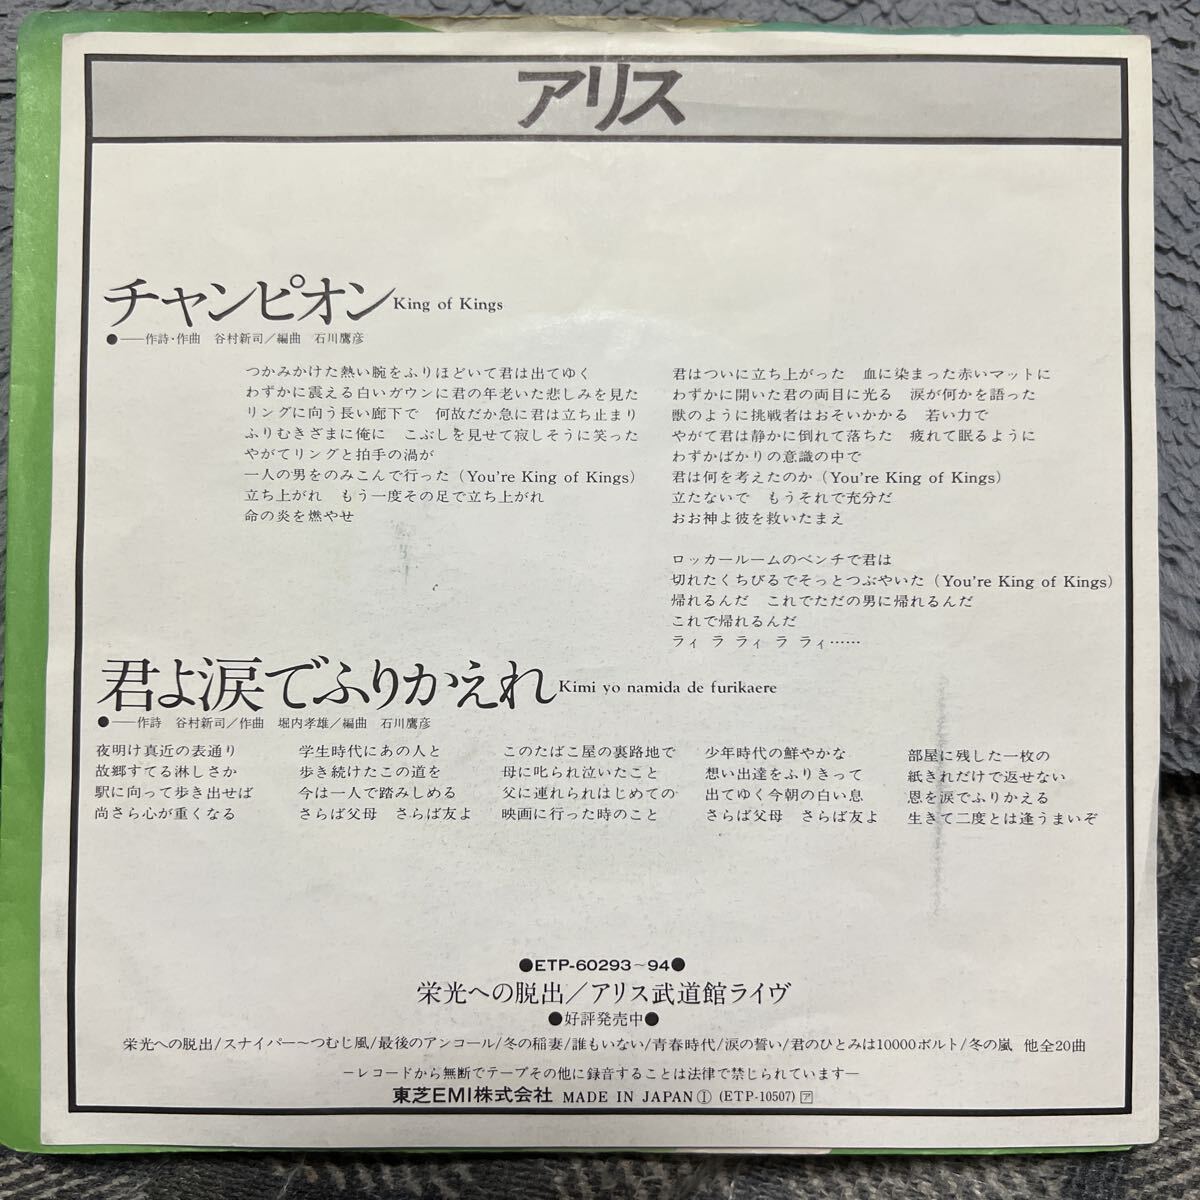 アリス
チャンピオン King of Kings
●──作詩・作曲　谷村新司／編曲　石川鷹彦
つかみかけた熱い腕をふりほどいて君は出てゆく
わずかに震える白いガウンに君の年老いた悲しみを見た
リングに向う長い廊下で　何故だか急に君は立ち止まり
ふりむきざまに俺に　こぶしを見せて寂しそうに笑った
やがてリングと拍手の渦が
一人の男をのみこんで行った（You're King of Kings）
立ち上がれ　もう一度その足で立ち上がれ
命の炎を燃やせ
君はついに立ち上がった　血に染まった赤いマットに
わずかに開いた君の両目に光る　涙が何かを語った
獣のように挑戦者はおそいかかる　若い力で
やがて君は静かに倒れて落ちた　疲れて眠るように
わずかばかりの意識の中で
君は何を考えたのか（You're King of Kings）
立たないで　もうそれで充分だ
おお神よ彼を救いたまえ
ロッカールームのベンチで君は
切れたくちびるでそっとつぶやいた（You're King of Kings）
帰れるんだ　これでただの男に帰れるんだ
これで帰れるんだ
ラィ ラ ラィ ラ ラィ……
君よ涙でふりかえれ Kimi yo namida de furikaere
●──作詩　谷村新司／作曲　堀内孝雄／編曲　石川鷹彦
夜明け真近の表通り
故郷すてる淋しさか
駅に向って歩き出せば
尚さら心が重くなる
学生時代にあの人と
歩き続けたこの道を
今は一人で踏みしめる
さらば父母　さらば友よ
このたばこ屋の裏路地で
母に叱られ泣いたこと
父に連れられはじめての
映画に行った時のこと
少年時代の鮮やかな
想い出達をふりきって
出てゆく今朝の白い息
さらば父母　さらば友よ
部屋に残した一枚の
紙きれだけで返せない
恩を涙でふりかえる
生きて二度とは逢うまいぞ
●ETP-60293～94●
栄光への脱出／アリス武道館ライヴ
●好評発売中●
栄光への脱出/スナイパー～つむじ風/最後のアンコール/冬の稲妻/誰もいない/青春時代/涙の誓い/君のひとみは10000ボルト/冬の嵐　他全20曲
―レコードから無断でテープその他に録音することは法律で禁じられています―
東芝EMI株式会社 MADE IN JAPAN Ⓘ (ETP-10507) ア